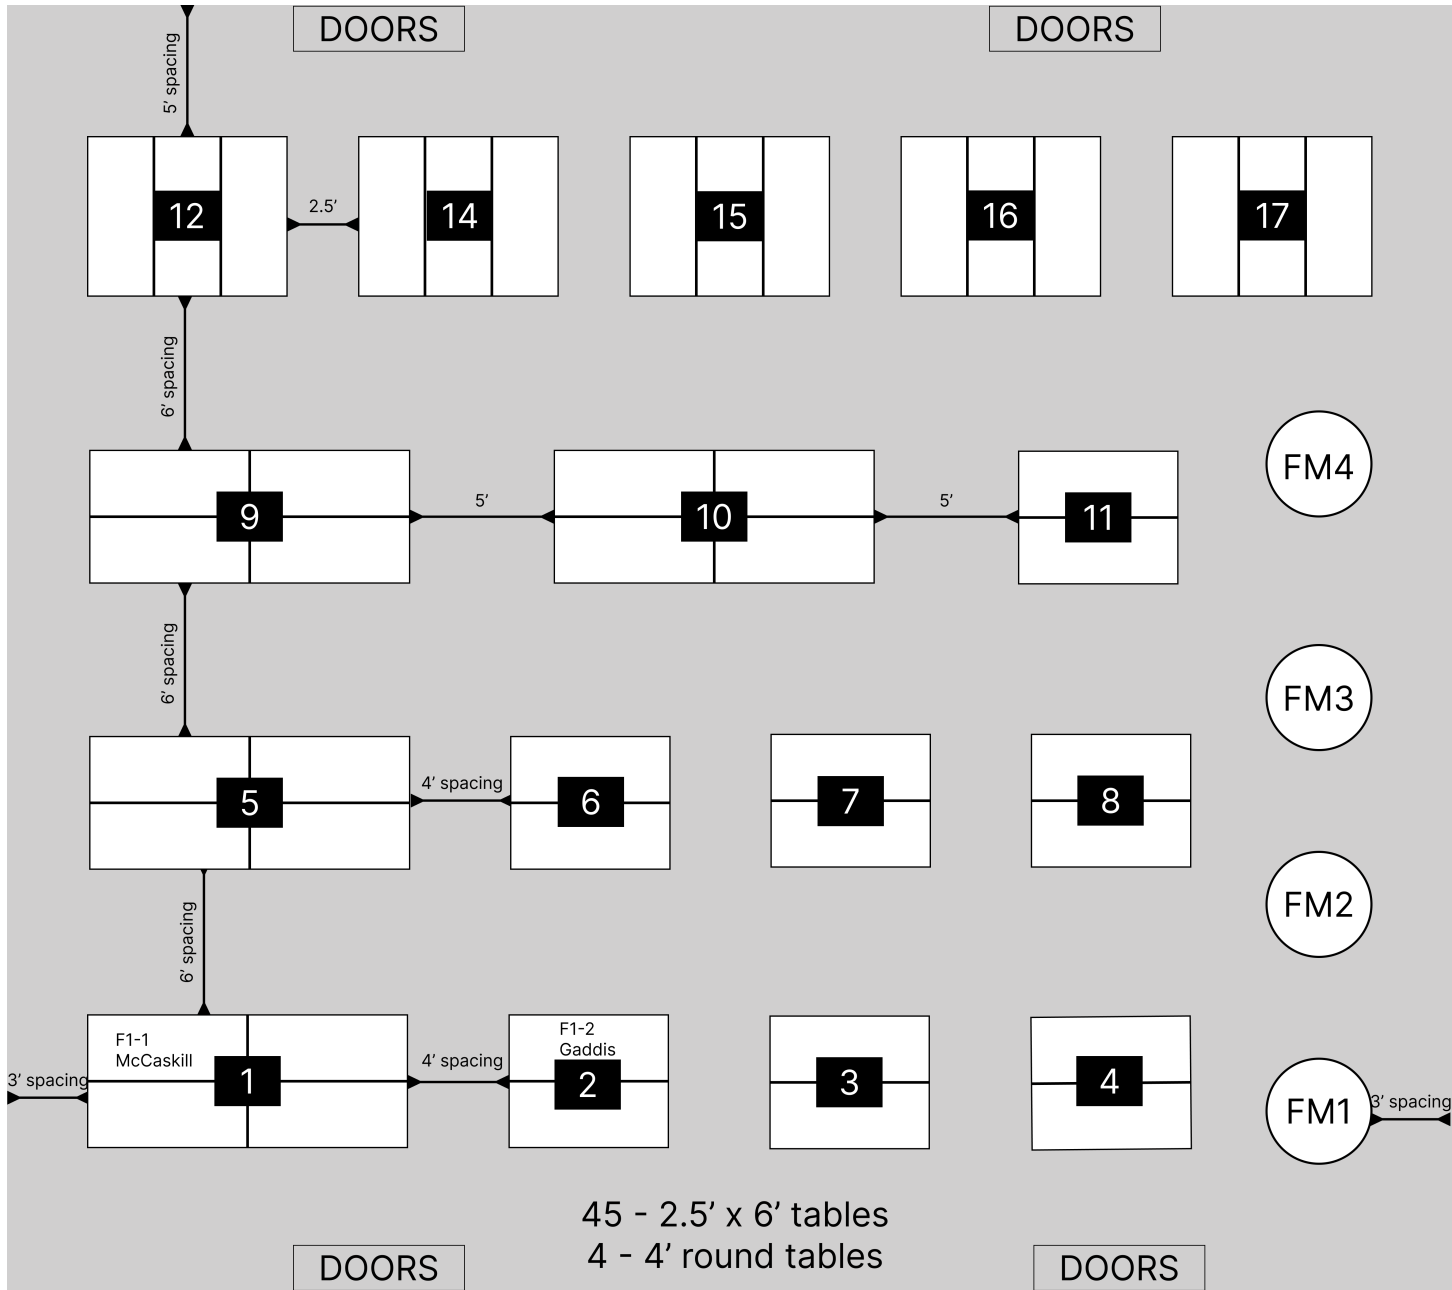 DOORS
DOORS
5’ spacing
12
2.5’
14
15
16
17
6’ spacing
FM4
9
5’
10
5’
11
6’ spacing
FM3
5
4’ spacing
6
7
8
FM2
6’ spacing
F1-1
McCaskill
3’ spacing
1
4’ spacing
F1-2
Gaddis
2
3
4
FM1
3’ spacing
45 - 2.5’ x 6’ tables
4 - 4’ round tables
DOORS
DOORS